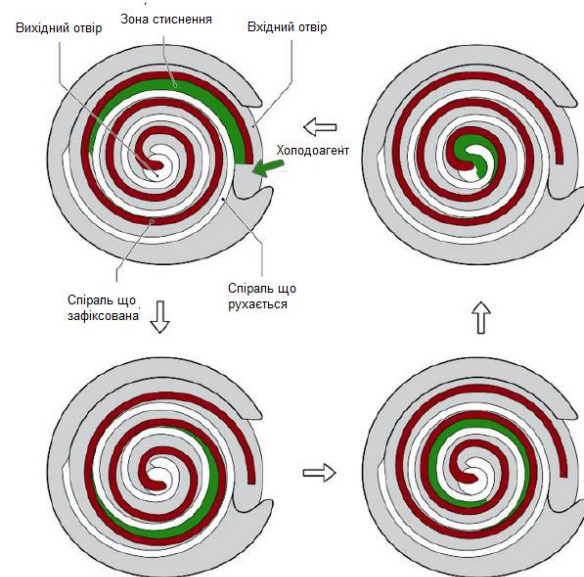 Зона стиснення
Вихідний отвір
Вхідний отвір
Холодоагент
Спіраль що
зафіксована
Спіраль що
рухається